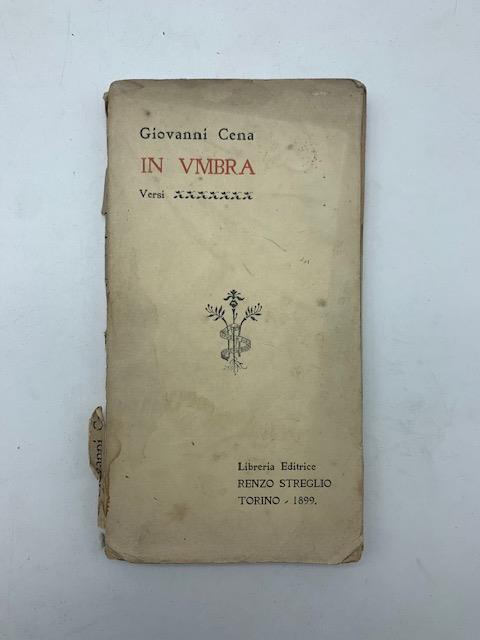 Giovanni Cena
IN VMBRA
Versi
Libreria Editrice
RENZO STREGLIO
TORINO - 1899.